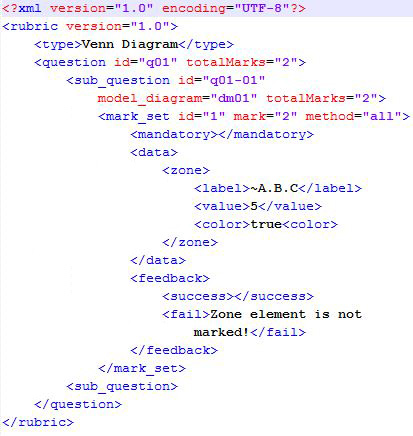 <?xml version="1.0" encoding="UTF-8"?>
<rubric version="1.0">
<type>Venn Diagram</type>
<question id="q01" totalMarks="2">
<sub_question id="q01-01"
model_diagram="dm01" totalMarks="2">
<mark_set id="1" mark="2" method="all">
<mandatory></mandatory>
<data>
<zone>
<label>~A.B.C</label>
<value>5</value>
<color>true<color>
</zone>
</data>
<feedback>
<success></success>
<fail>Zone element is not
marked!</fail>
</feedback>
</mark_set>
<sub_question>
</question>
</rubric>